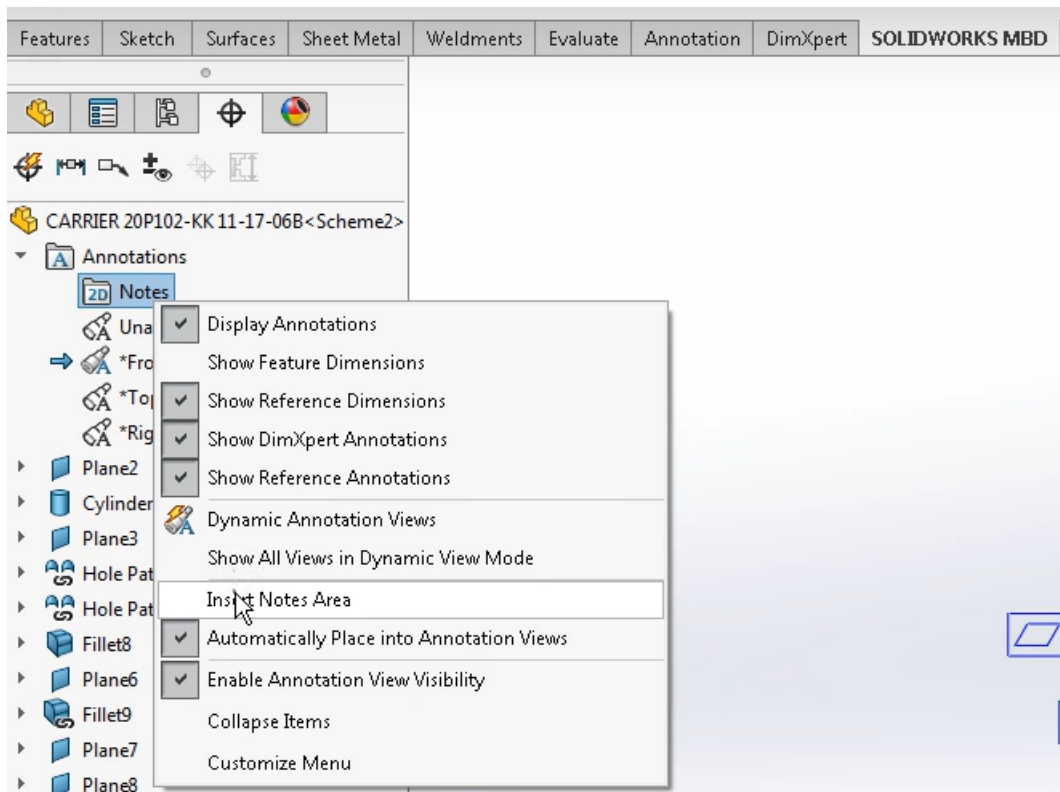 Features Sketch Surfaces Sheet Metal Weldments Evaluate Annotation DimXpert SOLIDWORKS MBD
CARRIER 20P102-KK 11-17-06B<Scheme2>
A Annotations
2D Notes
Una
*Fro
*Top
*Rig
Plane2
Cylinder
Plane3
Hole Pat
Hole Pat
Fillet8
Plane6
Fillet9
Plane7
Plane8
Display Annotations
Show Feature Dimensions
Show Reference Dimensions
Show DimXpert Annotations
Show Reference Annotations
Dynamic Annotation Views
Show All Views in Dynamic View Mode
Insert Notes Area
Automatically Place into Annotation Views
Enable Annotation View Visibility
Collapse Items
Customize Menu